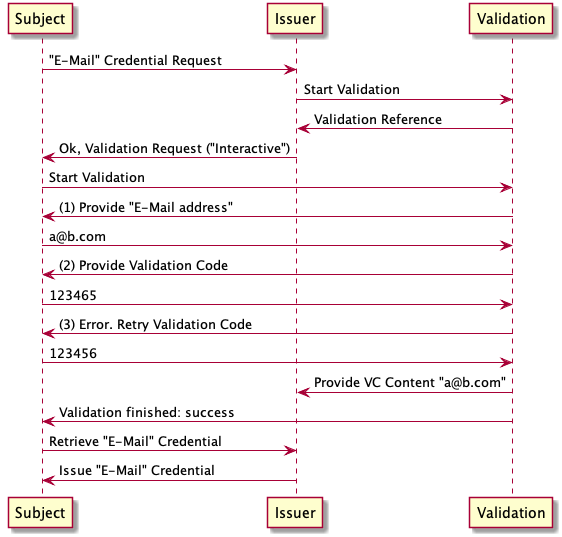 Subject Issuer Validation
"E-Mail" Credential Request
Start Validation
Validation Reference
Ok, Validation Request ("Interactive")
Start Validation
(1) Provide "E-Mail address"
a@b.com
(2) Provide Validation Code
123465
(3) Error. Retry Validation Code
123456
Provide VC Content "a@b.com"
Validation finished: success
Retrieve "E-Mail" Credential
Issue "E-Mail" Credential
Subject Issuer Validation